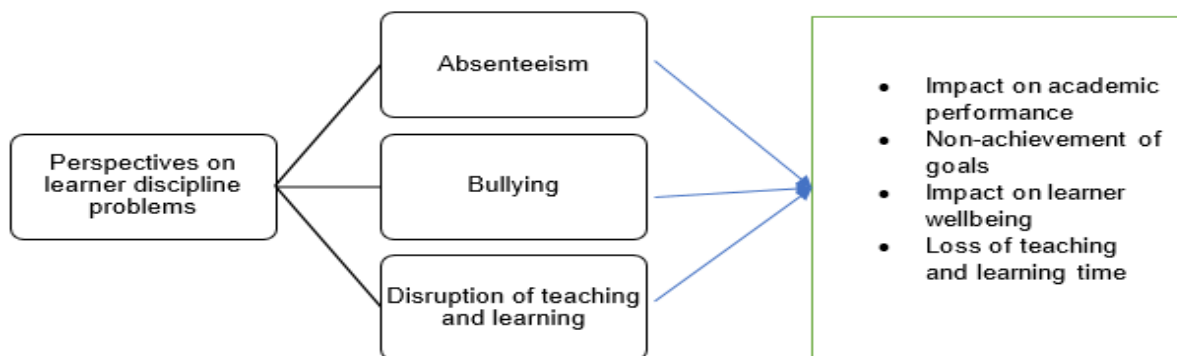 Perspectives on
learner discipline
problems
Absenteeism
Bullying
Disruption of teaching
and learning
• Impact on academic
performance
• Non-achievement of
goals
• Impact on learner
wellbeing
• Loss of teaching
and learning time